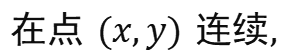 在点 (x, y) 连续,